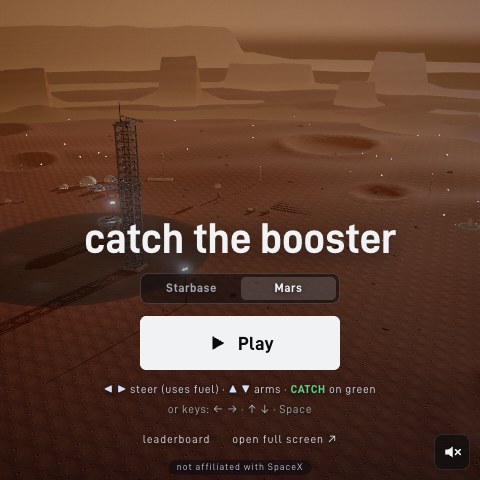 catch the booster
Starbase Mars
▶ Play
◀ ▶ steer (uses fuel) · ▲ ▼ arms · CATCH on green
or keys: ← → · ↑ ↓ · Space
leaderboard open full screen ↗
not affiliated with SpaceX